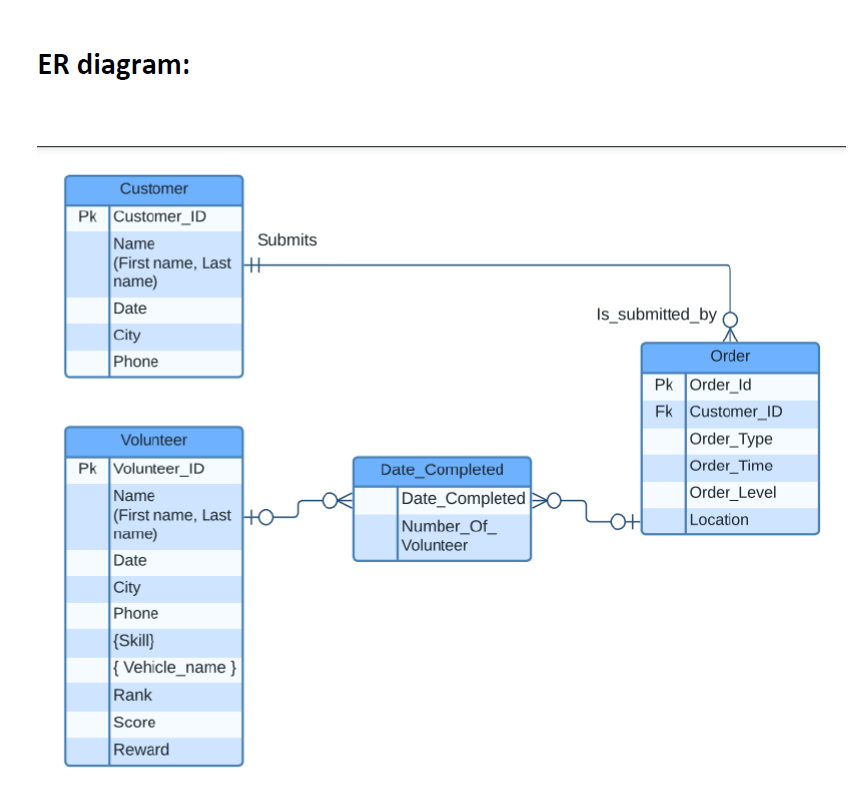 ER diagram:
Customer
Pk Customer_ID
Name
(First name, Last
name)
Date
City
Phone
Submits
Is_submitted_by
Order
Pk Order_Id
Fk Customer_ID
Order_Type
Order_Time
Order_Level
Location
Volunteer
Pk Volunteer_ID
Name
(First name, Last
name)
Date
City
Phone
{Skill}
{ Vehicle_name }
Rank
Score
Reward
Date_Completed
Date_Completed
Number_Of_
Volunteer